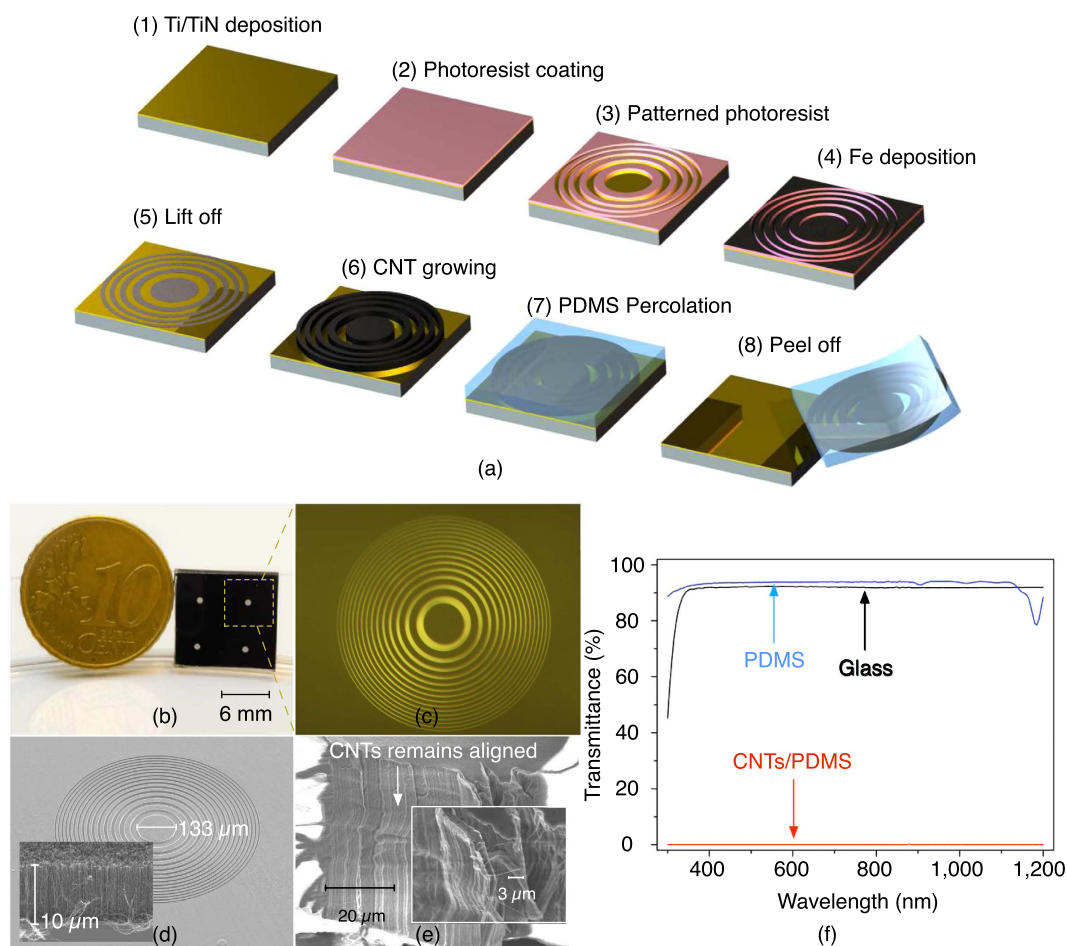 (1) Ti/TiN deposition
(2) Photoresist coating
(3) Patterned photoresist
(4) Fe deposition
(5) Lift off
(6) CNT growing
(7) PDMS Percolation
(8) Peel off
(a)
10
EURO
CENT
6 mm
(b)
(c)
133 µm
10 µm
(d)
CNTs remains aligned
20 µm
3 µm
(e)
100
80
60
40
20
0
Transmittance (%)
PDMS
Glass
CNTs/PDMS
400
600
800
1,000
1,200
Wavelength (nm)
(f)